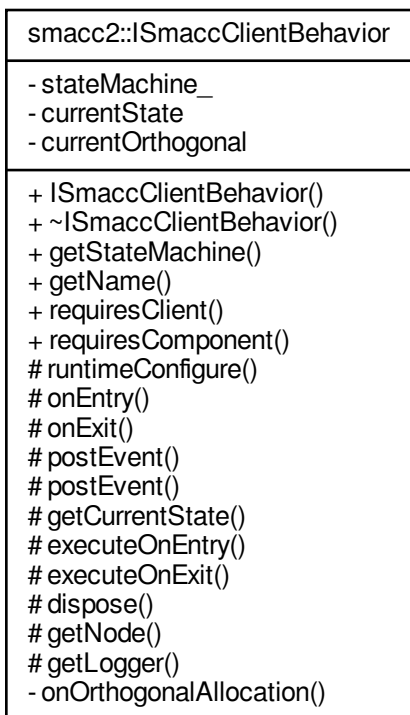 smacc2::ISmaccClientBehavior
- stateMachine_
- currentState
- currentOrthogonal
+ ISmaccClientBehavior()
+ ~ISmaccClientBehavior()
+ getStateMachine()
+ getName()
+ requiresClient()
+ requiresComponent()
# runtimeConfigure()
# onEntry()
# onExit()
# postEvent()
# postEvent()
# getCurrentState()
# executeOnEntry()
# executeOnExit()
# dispose()
# getNode()
# getLogger()
- onOrthogonalAllocation()